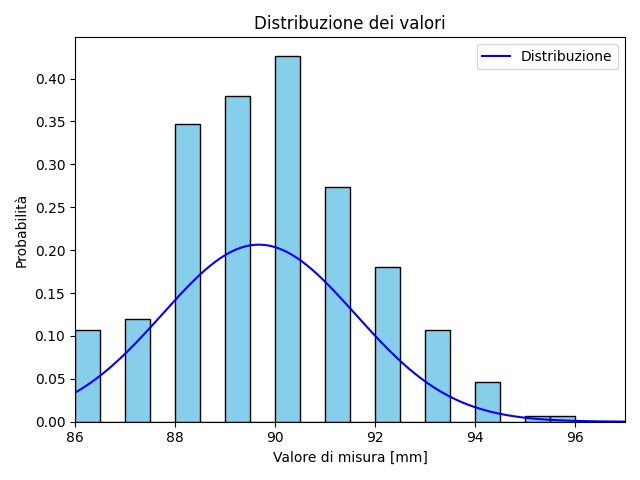 Distribuzione dei valori
Distribuzione
Probabilità
0.40
0.35
0.30
0.25
0.20
0.15
0.10
0.05
0.00
86 88 90 92 94 96
Valore di misura [mm]